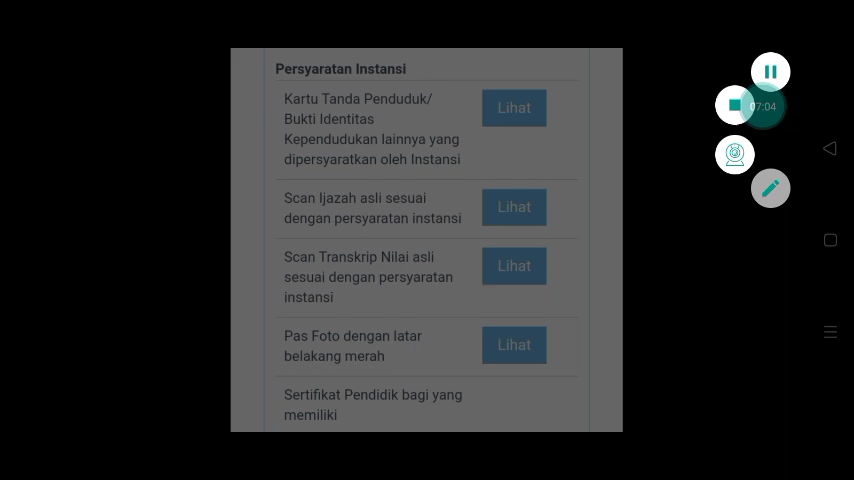 Persyaratan Instansi
Kartu Tanda Penduduk/
Bukti Identitas
Kependudukan lainnya yang
dipersyaratkan oleh Instansi
Lihat
Scan Ijazah asli sesuai
dengan persyaratan instansi
Lihat
Scan Transkrip Nilai asli
sesuai dengan persyaratan
instansi
Lihat
Pas Foto dengan latar
belakang merah
Lihat
Sertifikat Pendidik bagi yang
memiliki
07:04